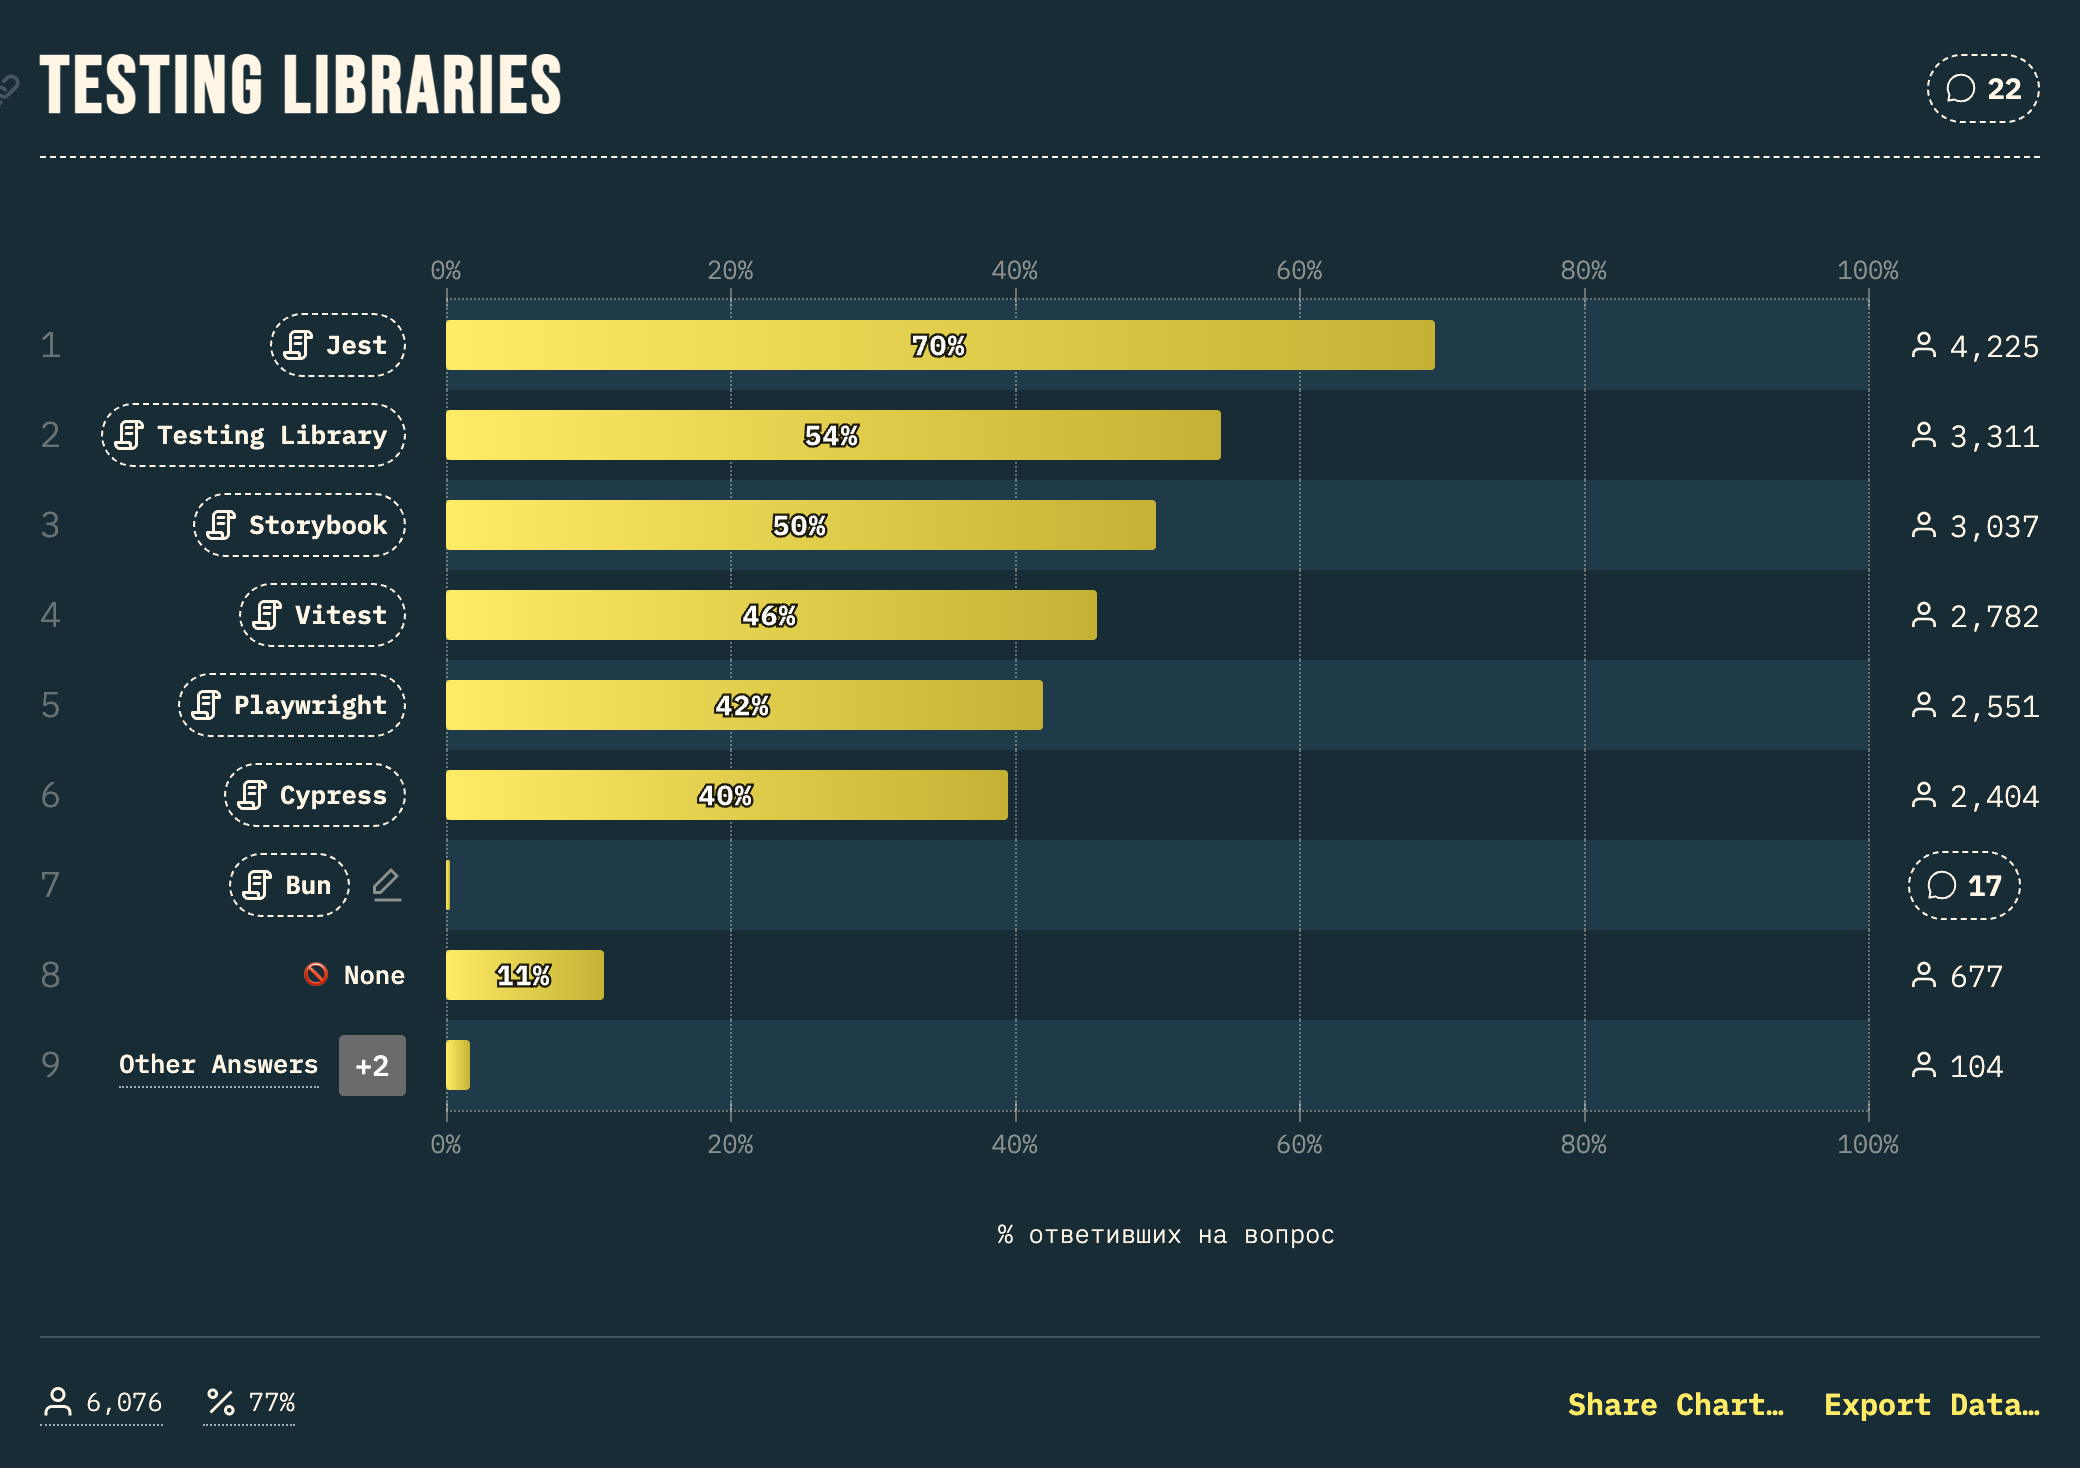 TESTING LIBRARIES
22
0% 20% 40% 60% 80% 100%
1 Jest 70% 4,225
2 Testing Library 54% 3,311
3 Storybook 50% 3,037
4 Vitest 46% 2,782
5 Playwright 42% 2,551
6 Cypress 40% 2,404
7 Bun 17
8 None 11% 677
9 Other Answers +2 104
0% 20% 40% 60% 80% 100%
% ответивших на вопрос
6,076 77% Share Chart… Export Data…